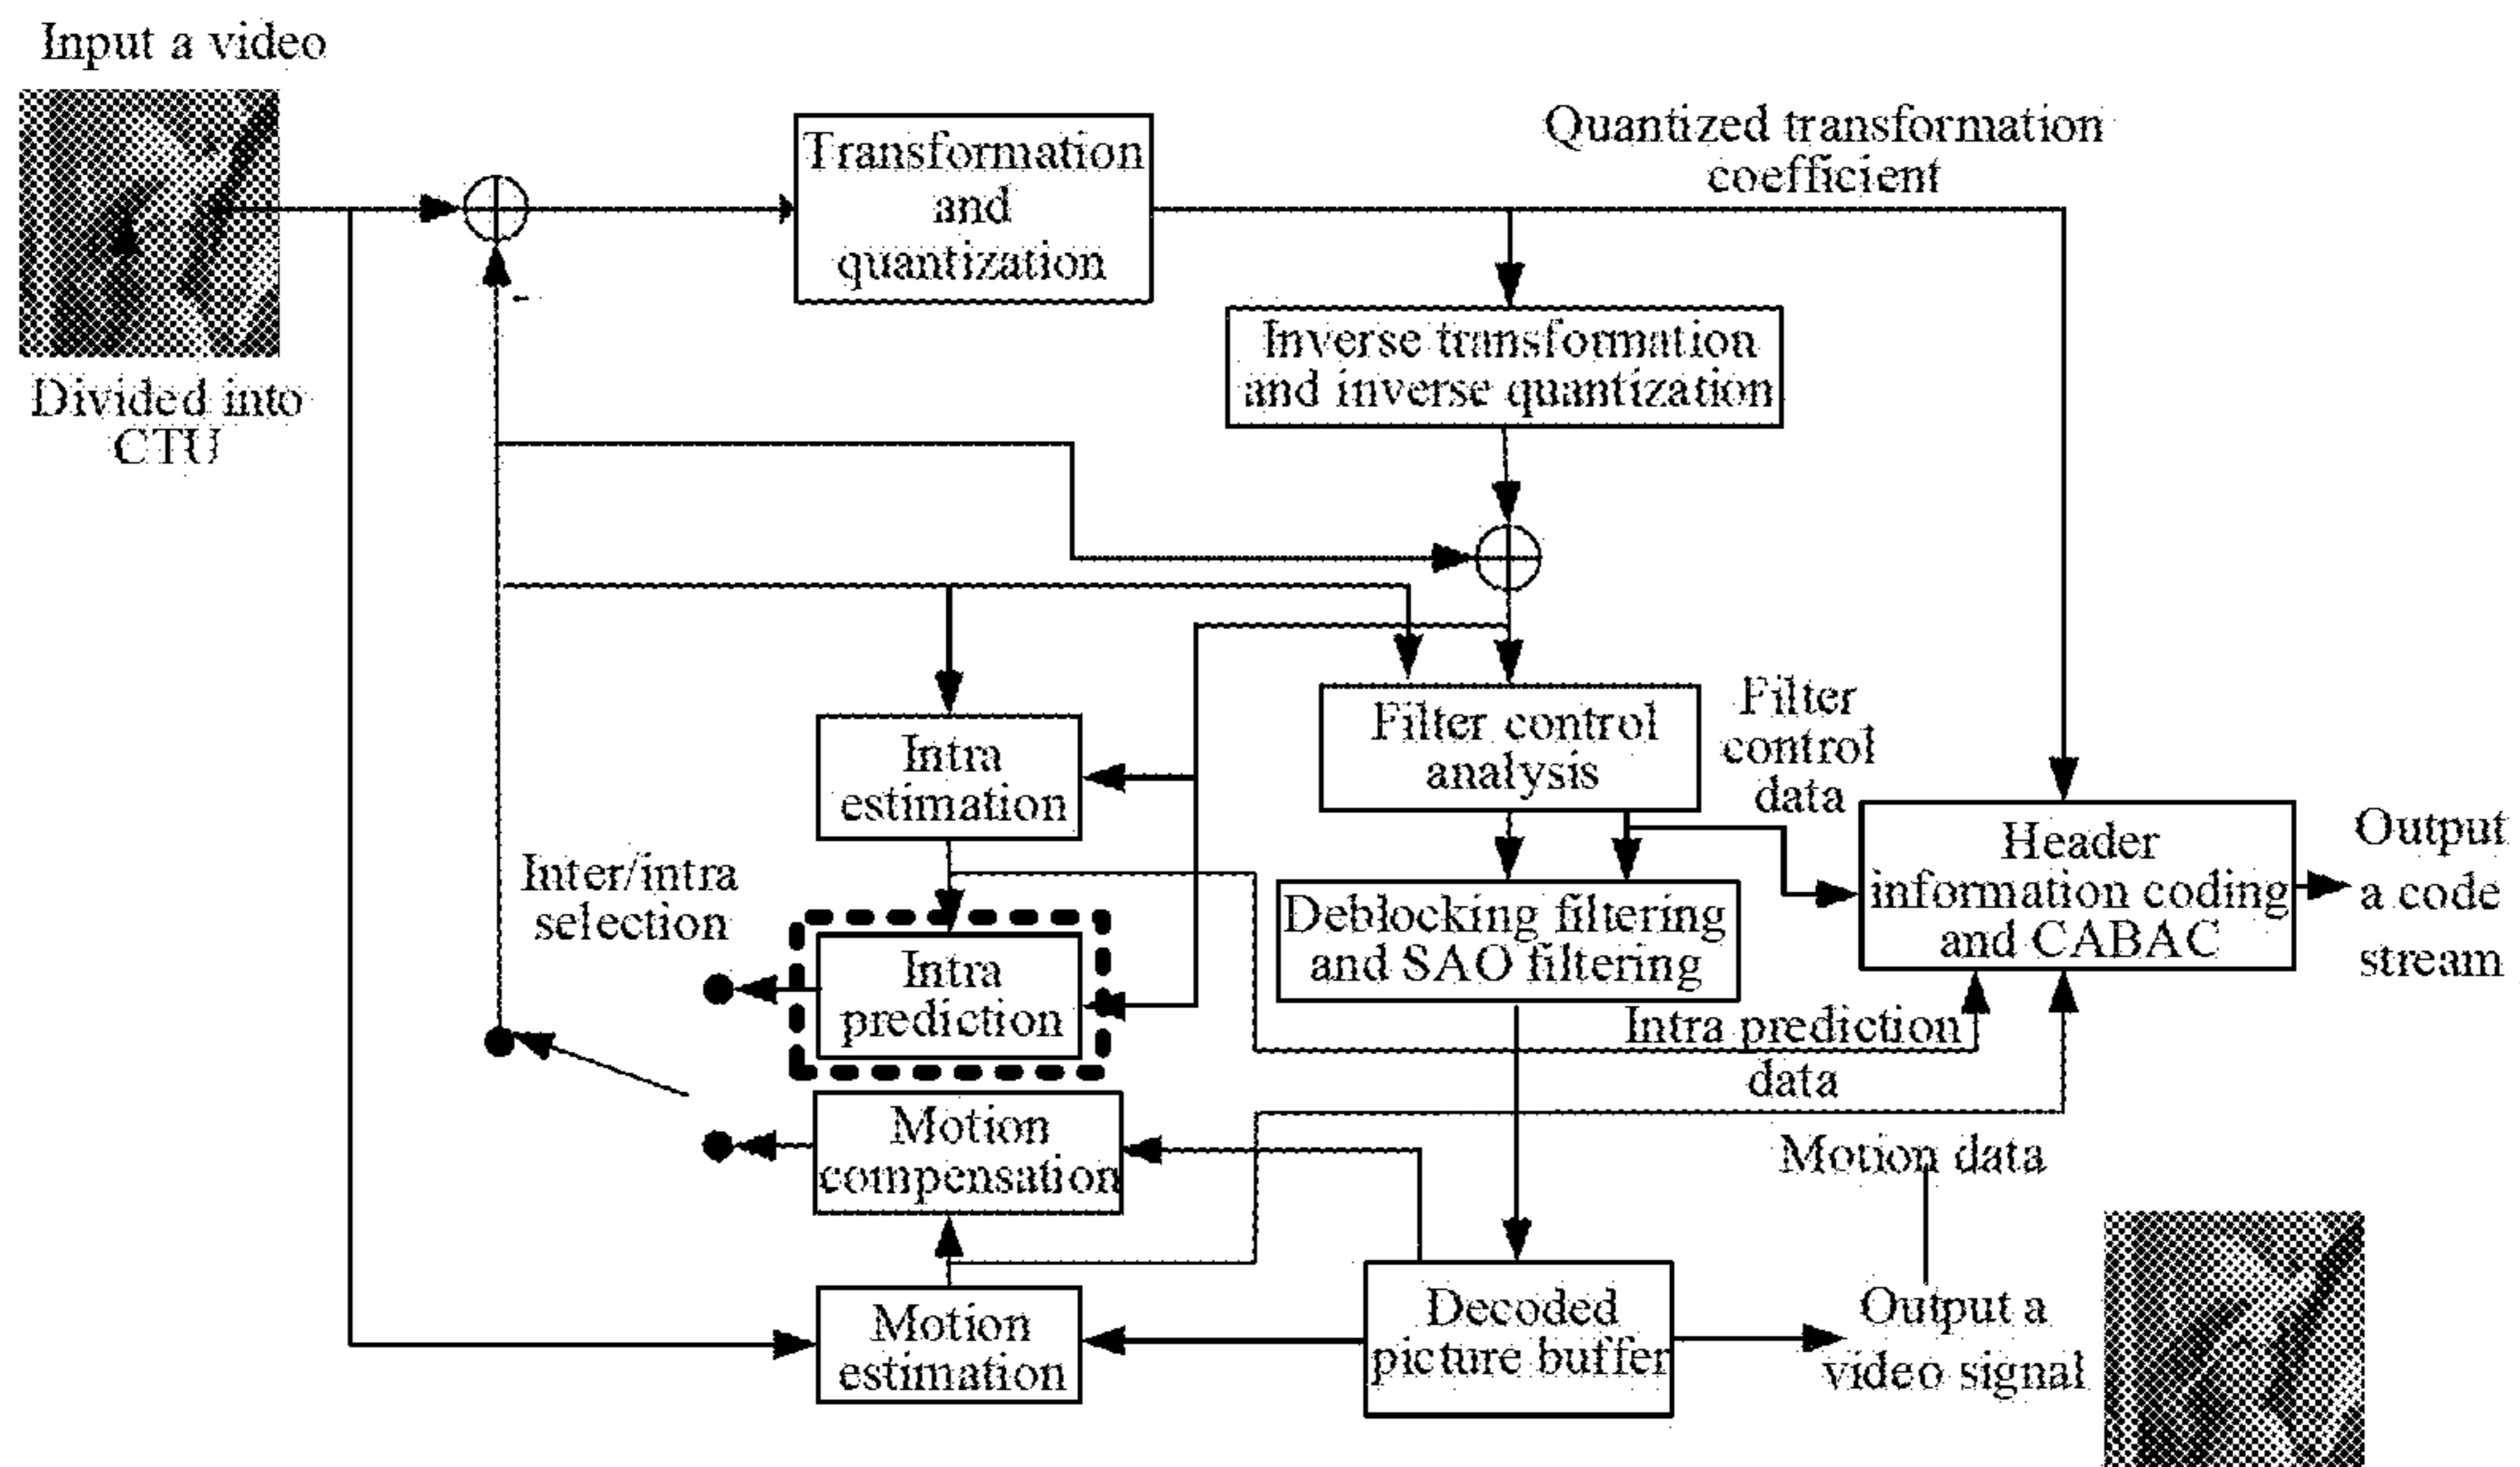 Input a video
Divided into
CTU
Transformation
and
quantization
Quantized transformation
coefficient
-
Inverse transformation
and inverse quantization
Intra
estimation
Filter control
analysis
Filter
control
data
Header
information coding
and CABAC
Output
a code
stream
Inter/intra
selection
Intra
prediction
Deblocking filtering
and SAO filtering
Intra prediction
data
Motion
compensation
Motion data
Motion
estimation
Decoded
picture buffer
Output a
video signal